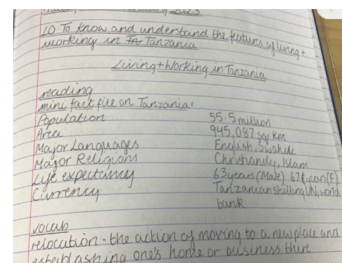 2023
LO To know and understand the features of living +
working in Tanzania
Living + Working in Tanzania
reading
mini fact file on Tanzania:
Population 55.5 million
Area 945,087 sq km
Major Languages English, Swahili
Major Religions Christianity, Islam
Life expectancy 63 years (Male) 67 (F)
Currency Tanzanian shilling UN, world
bank
vocab
relocation - the action of moving to a new place and
establishing one's home or business there